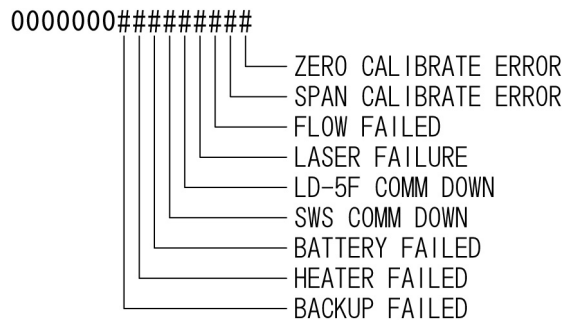 0000000#########
ZERO CALIBRATE ERROR
SPAN CALIBRATE ERROR
FLOW FAILED
LASER FAILURE
LD-5F COMM DOWN
SWS COMM DOWN
BATTERY FAILED
HEATER FAILED
BACKUP FAILED